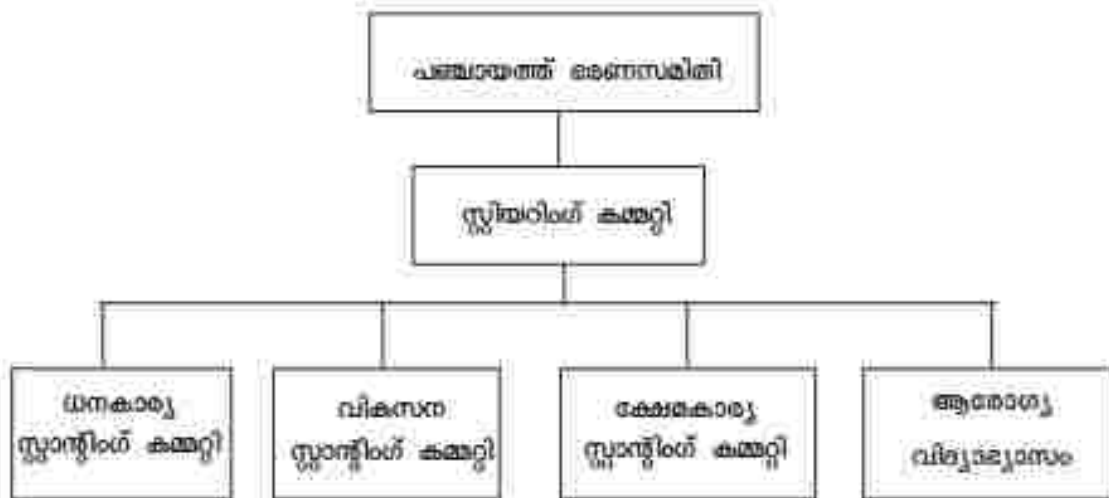 പഞ്ചായത്ത് ഭരണസമിതി
സ്റ്റിയറിംഗ് കമ്മറ്റി
ധനകാര്യ
സ്റ്റാന്റിംഗ് കമ്മറ്റി
വികസന
സ്റ്റാന്റിംഗ് കമ്മറ്റി
ക്ഷേമകാര്യ
സ്റ്റാന്റിംഗ് കമ്മറ്റി
ആരോഗ്യ
വിദ്യാഭ്യാസം